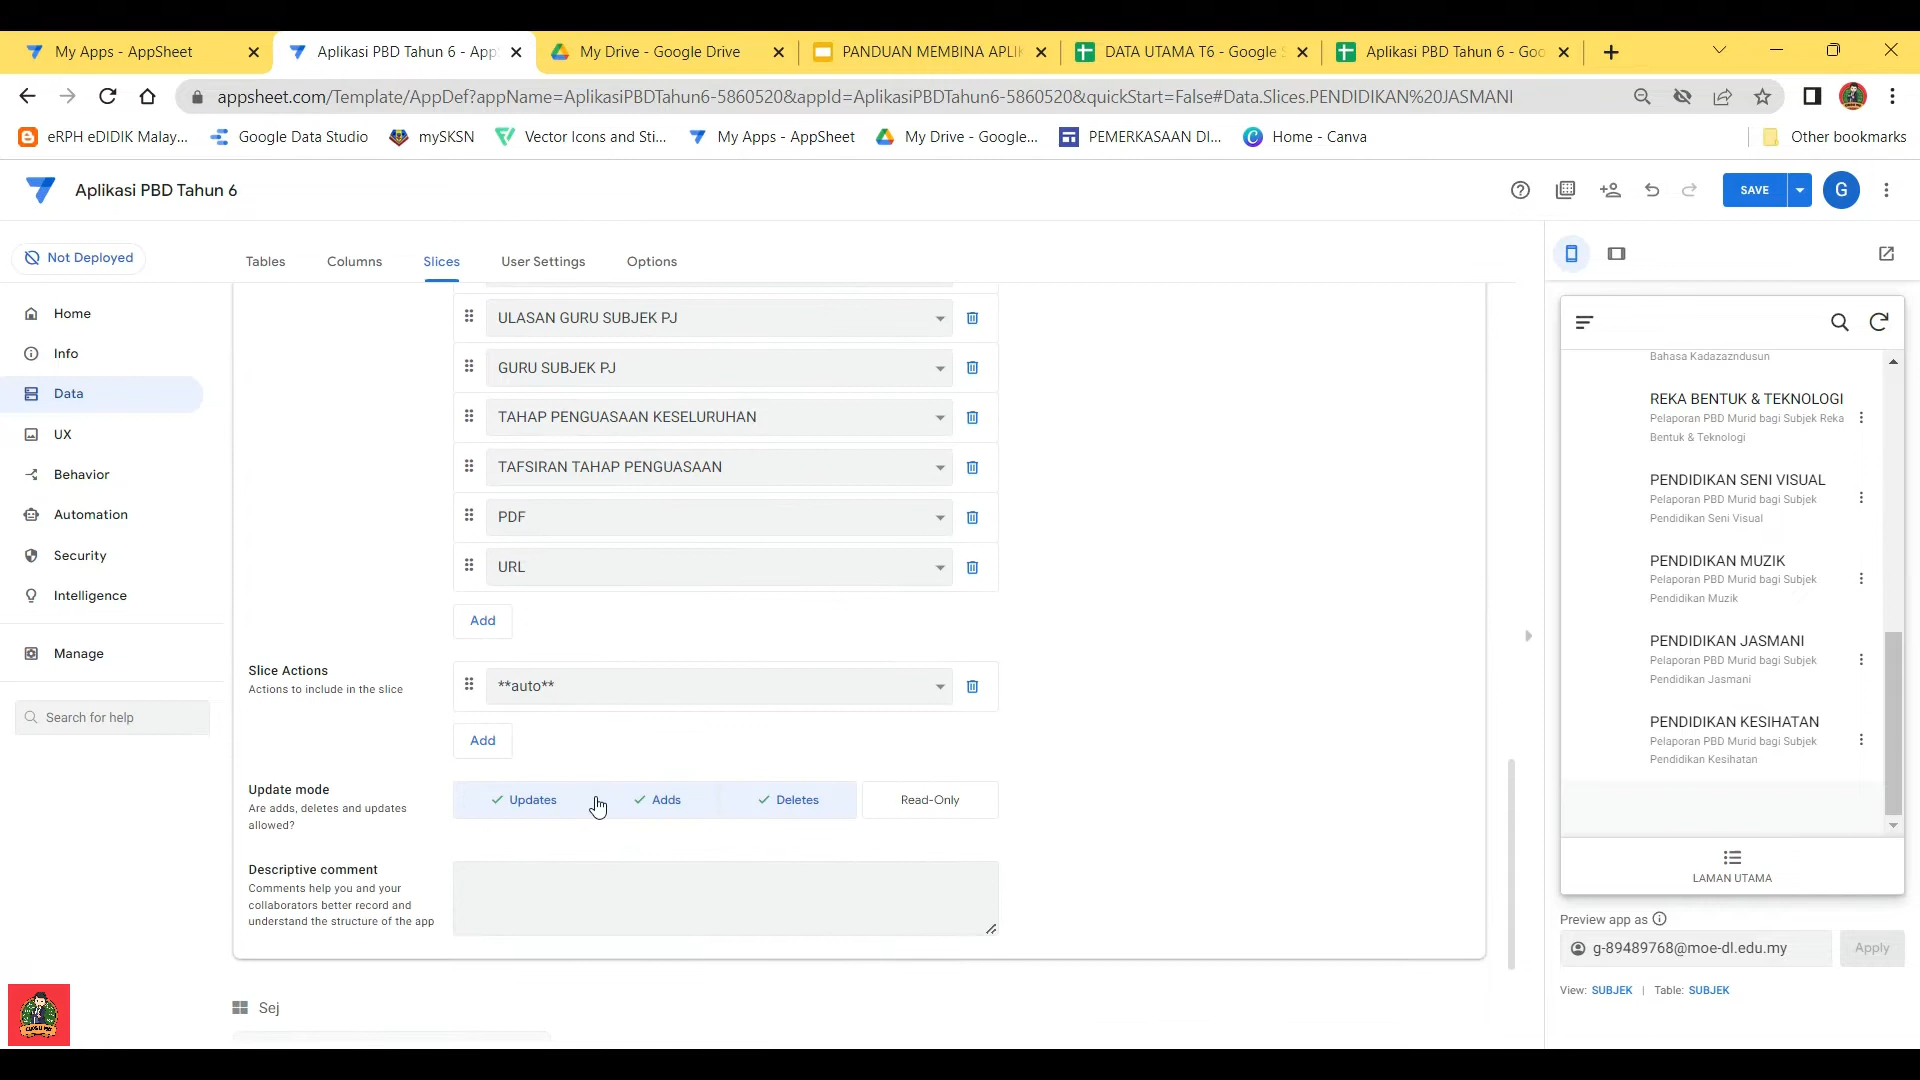 My Apps - AppSheet
Aplikasi PBD Tahun 6 - App
My Drive - Google Drive
PANDUAN MEMBINA APLIK
DATA UTAMA T6 - Google S
Aplikasi PBD Tahun 6 - Goo
appsheet.com/Template/AppDef?appName=AplikasiPBDTahun6-5860520&appId=AplikasiPBDTahun6-5860520&quickStart=False#Data.Slices.PENDIDIKAN%20JASMANI
eRPH eDIDIK Malay...
Google Data Studio
mySKSN
Vector Icons and Sti...
My Apps - AppSheet
My Drive - Google...
PEMERKASAAN DI...
Home - Canva
Other bookmarks
Aplikasi PBD Tahun 6
SAVE
G
Not Deployed
Tables
Columns
Slices
User Settings
Options
Home
Info
Data
UX
Behavior
Automation
Security
Intelligence
Manage
Search for help
ULASAN GURU SUBJEK PJ
GURU SUBJEK PJ
TAHAP PENGUASAAN KESELURUHAN
TAFSIRAN TAHAP PENGUASAAN
PDF
URL
Add
Slice Actions
Actions to include in the slice
**auto**
Add
Update mode
Are adds, deletes and updates
allowed?
Updates
Adds
Deletes
Read-Only
Descriptive comment
Comments help you and your
collaborators better record and
understand the structure of the app
Sej
Bahasa Kadazazndusun
REKA BENTUK & TEKNOLOGI
Pelaporan PBD Murid bagi Subjek Reka
Bentuk & Teknologi
PENDIDIKAN SENI VISUAL
Pelaporan PBD Murid bagi Subjek
Pendidikan Seni Visual
PENDIDIKAN MUZIK
Pelaporan PBD Murid bagi Subjek
Pendidikan Muzik
PENDIDIKAN JASMANI
Pelaporan PBD Murid bagi Subjek
Pendidikan Jasmani
PENDIDIKAN KESIHATAN
Pelaporan PBD Murid bagi Subjek
Pendidikan Kesihatan
LAMAN UTAMA
Preview app as
g-89489768@moe-dl.edu.my
Apply
View: SUBJEK | Table: SUBJEK